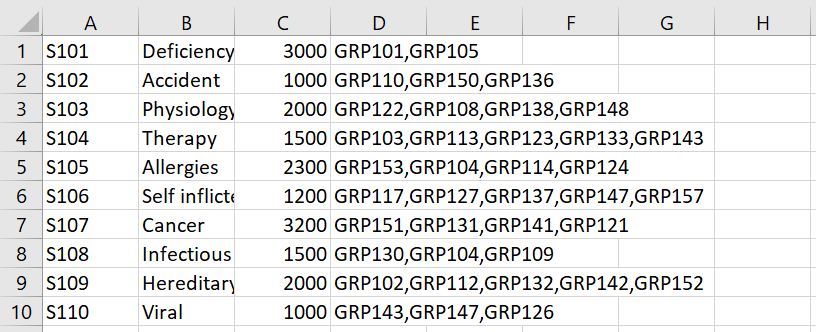 A B C D E F G H
1 S101 Deficiency 3000 GRP101,GRP105
2 S102 Accident 1000 GRP110,GRP150,GRP136
3 S103 Physiology 2000 GRP122,GRP108,GRP138,GRP148
4 S104 Therapy 1500 GRP103,GRP113,GRP123,GRP133,GRP143
5 S105 Allergies 2300 GRP153,GRP104,GRP114,GRP124
6 S106 Self inflicte 1200 GRP117,GRP127,GRP137,GRP147,GRP157
7 S107 Cancer 3200 GRP151,GRP131,GRP141,GRP121
8 S108 Infectious 1500 GRP130,GRP104,GRP109
9 S109 Hereditary 2000 GRP102,GRP112,GRP132,GRP142,GRP152
10 S110 Viral 1000 GRP143,GRP147,GRP126